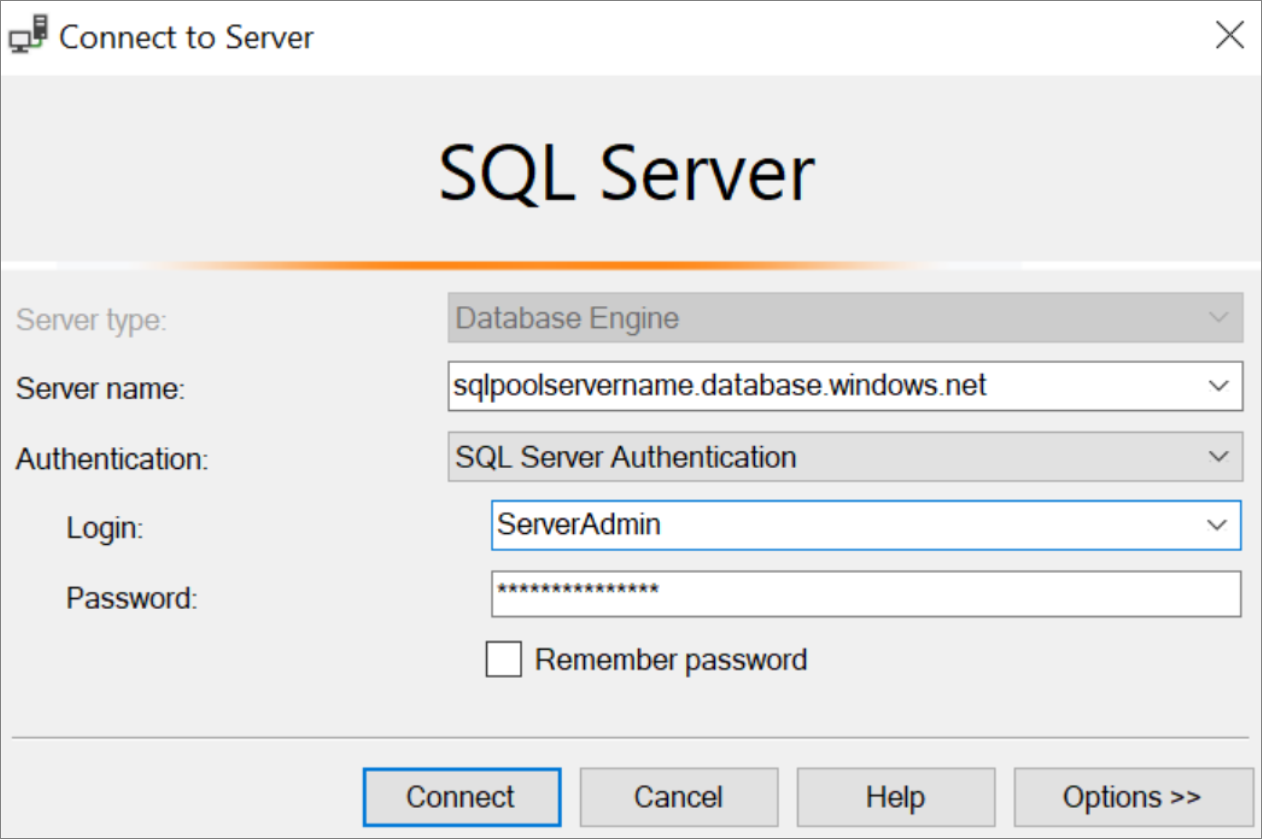 Connect to Server
SQL Server
Server type: Database Engine
Server name: sqlpoolservername.database.windows.net
Authentication: SQL Server Authentication
Login: ServerAdmin
Password: ***************
Remember password
Connect Cancel Help Options >>